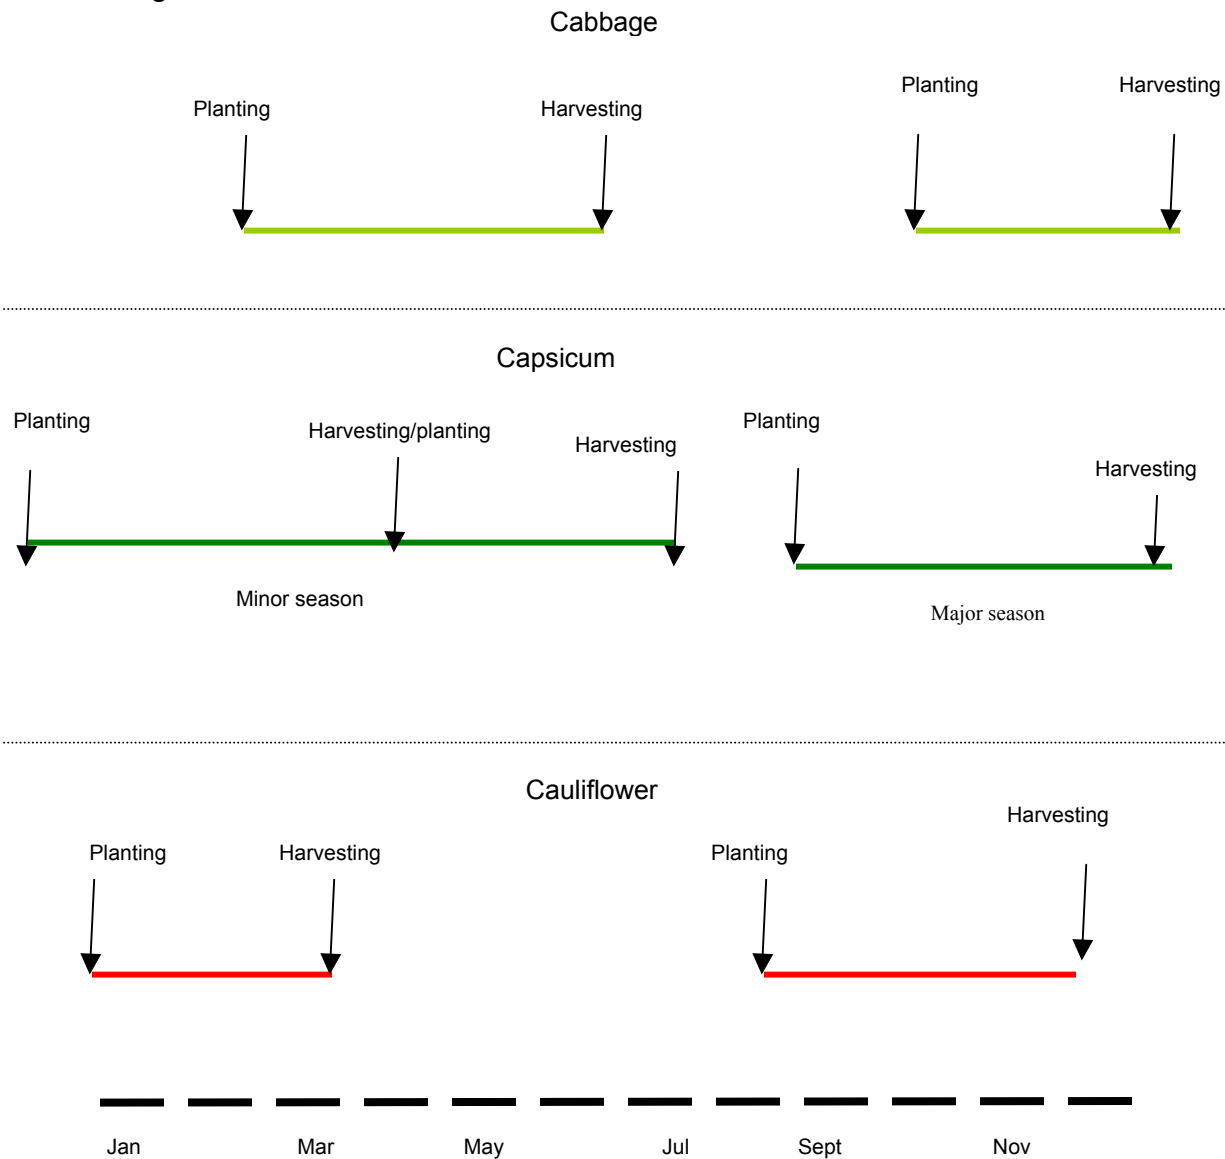 Cabbage
Planting
Harvesting
Planting
Harvesting
Capsicum
Planting
Harvesting/planting
Harvesting
Planting
Harvesting
Minor season
Major season
Cauliflower
Planting
Harvesting
Planting
Harvesting
Jan Mar May Jul Sept Nov